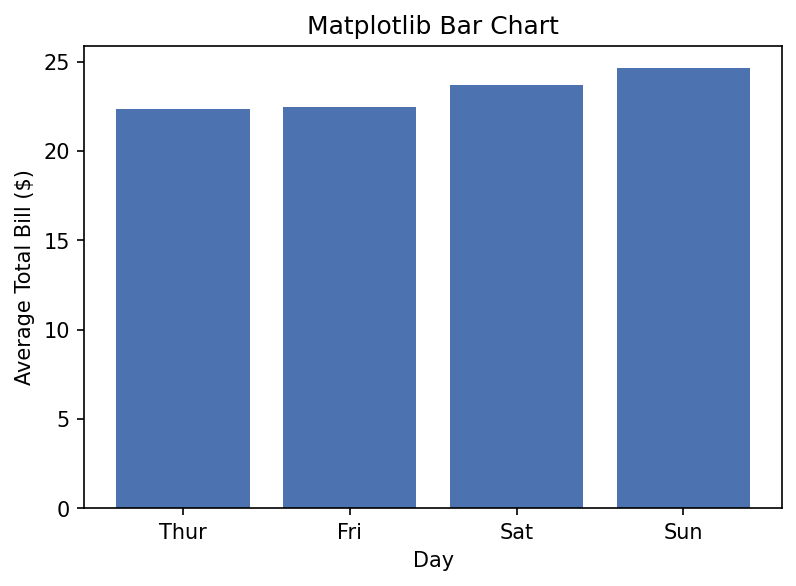 Matplotlib Bar Chart
Average Total Bill ($)
25
20
15
10
5
0
Thur Fri Sat Sun
Day